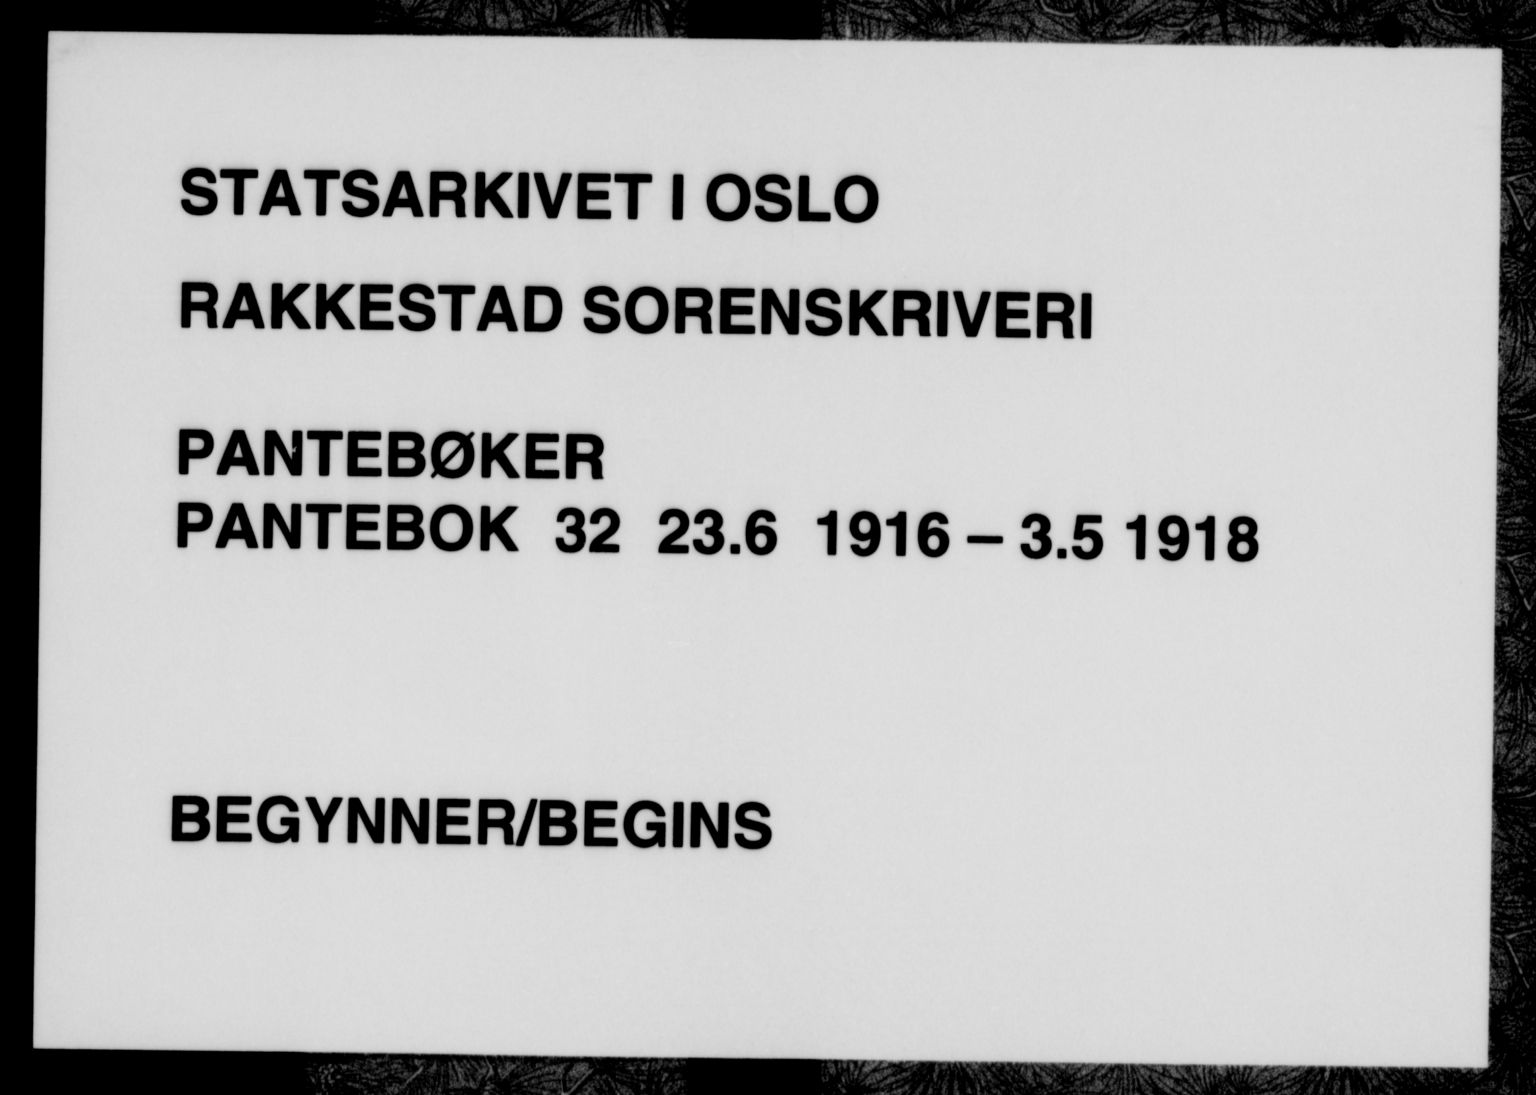 STATSARKIVET I OSLO
RAKKESTAD SORENSKRIVERI
PANTEBØKER
PANTEBOK 32 23.6 1916 – 3.5 1918
BEGYNNER/BEGINS